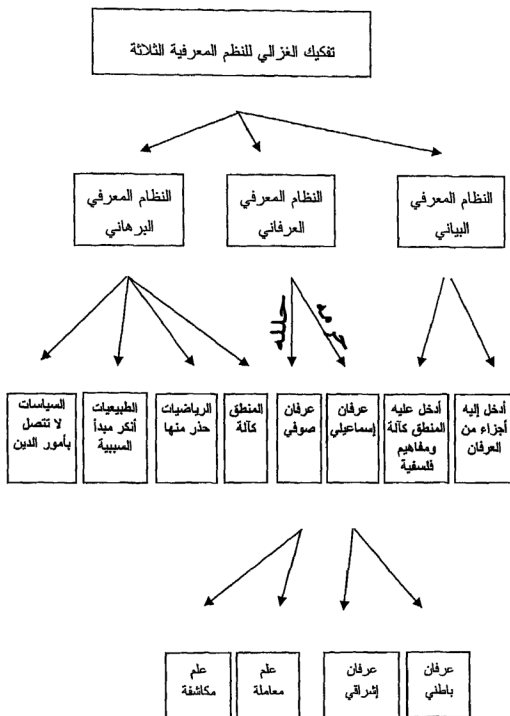 تفكيك الغزالي للنظم المعرفية الثلاثة
النظام المعرفي
البياني
النظام المعرفي
العرفاني
النظام المعرفي
البرهاني
حرمه
حلله
أدخل إليه
أجزاء من
العرفان
أدخل عليه
المنطق كآلة
ومفاهيم
فلسفية
عرفان
إسماعيلي
عرفان
صوفي
المنطق
كآلة
الرياضيات
حذر منها
الطبيعيات
أنكر مبدأ
السببية
السياسات
لا تتصل
بأمور الدين
عرفان
باطني
عرفان
إشراقي
علم
معاملة
علم
مكاشفة